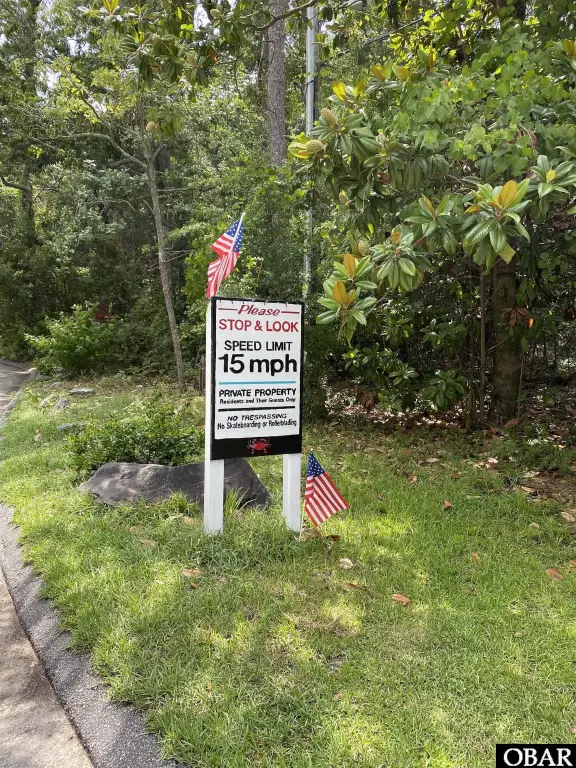 Please
STOP & LOOK
SPEED LIMIT
15 mph
PRIVATE PROPERTY
Residents and Their Guests Only
NO TRESPASSING
No Skateboarding or Rollerblading
OBAR